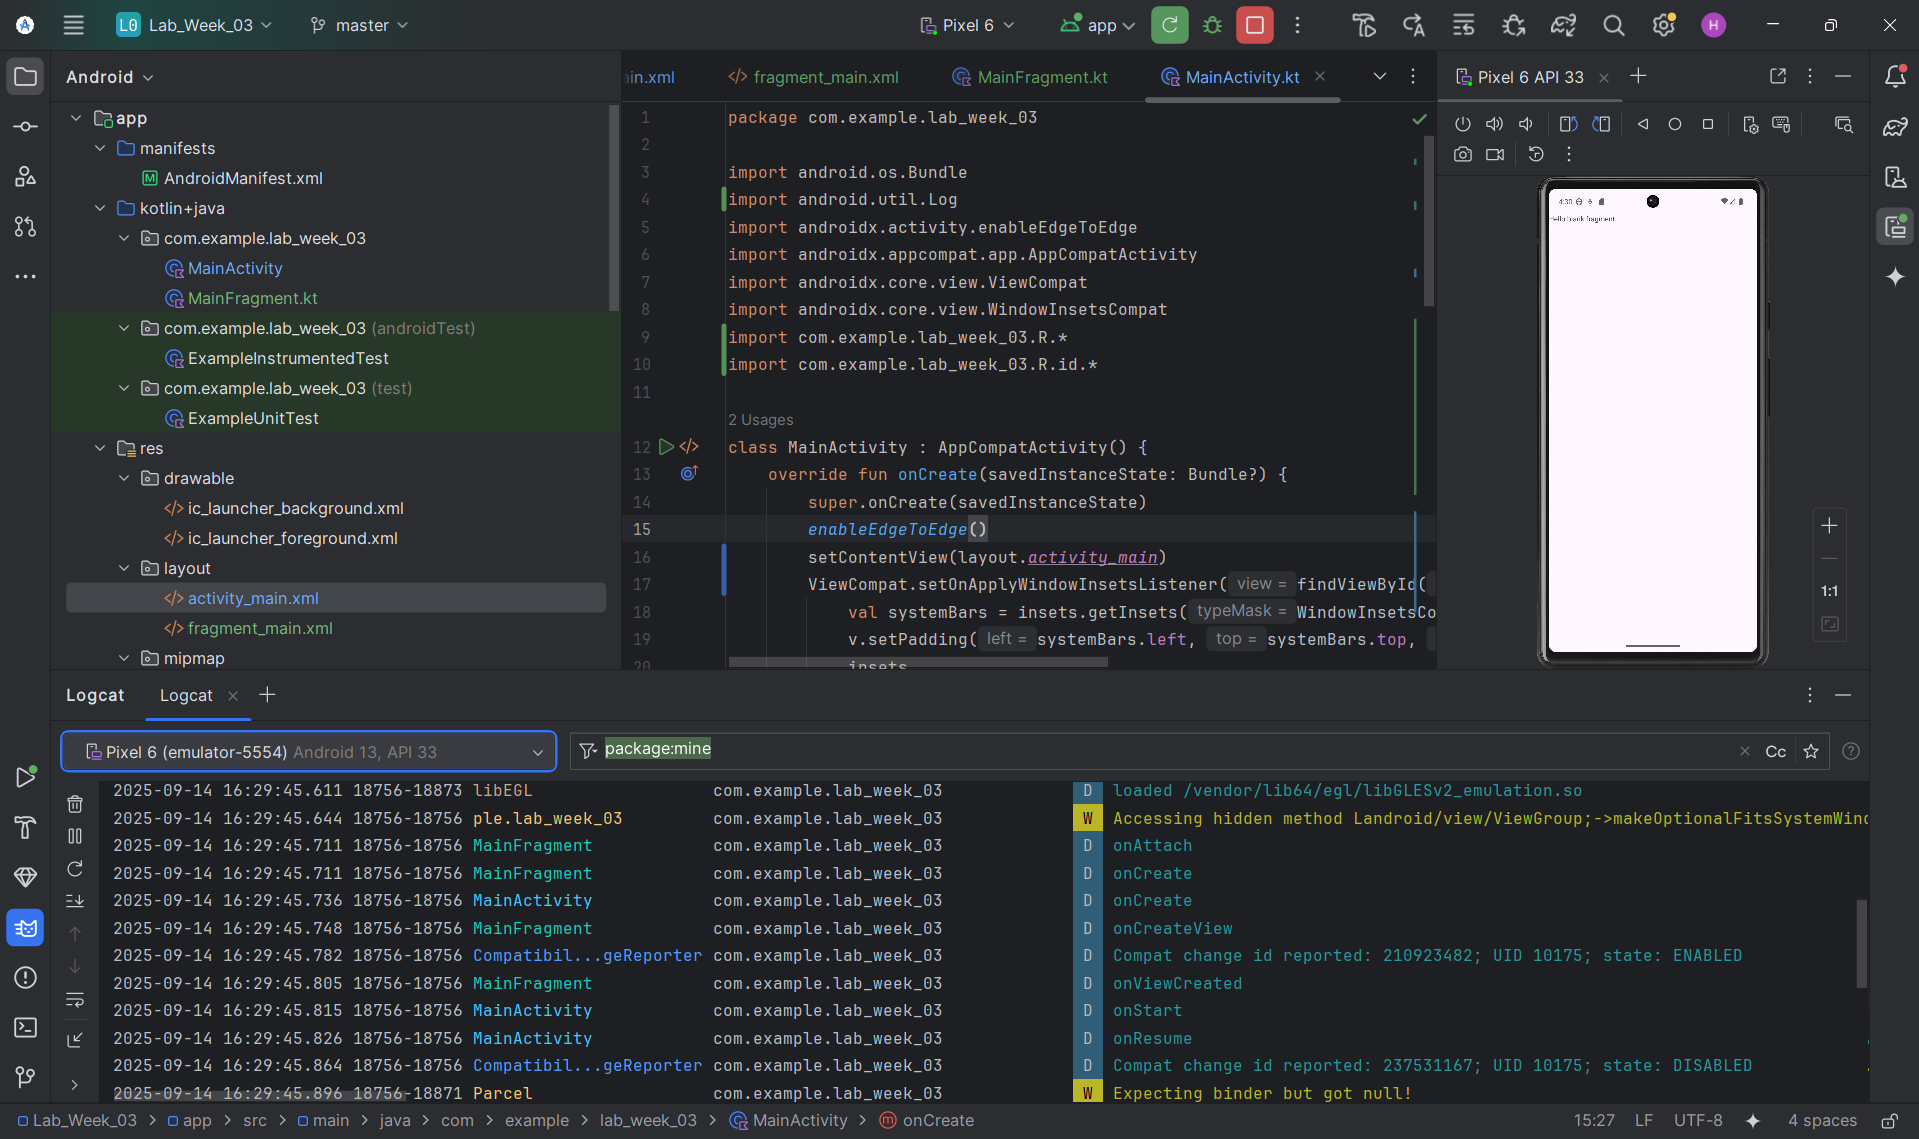 L0 Lab_Week_03 master Pixel 6 app H
Android
app
manifests
AndroidManifest.xml
kotlin+java
com.example.lab_week_03
MainActivity
MainFragment.kt
com.example.lab_week_03 (androidTest)
ExampleInstrumentedTest
com.example.lab_week_03 (test)
ExampleUnitTest
res
drawable
ic_launcher_background.xml
ic_launcher_foreground.xml
layout
activity_main.xml
fragment_main.xml
mipmap
ain.xml fragment_main.xml MainFragment.kt MainActivity.kt
1 package com.example.lab_week_03
2
3 import android.os.Bundle
4 import android.util.Log
5 import androidx.activity.enableEdgeToEdge
6 import androidx.appcompat.app.AppCompatActivity
7 import androidx.core.view.ViewCompat
8 import androidx.core.view.WindowInsetsCompat
9 import com.example.lab_week_03.R.*
10 import com.example.lab_week_03.R.id.*
11
2 Usages
12 class MainActivity : AppCompatActivity() {
13 override fun onCreate(savedInstanceState: Bundle?) {
14 super.onCreate(savedInstanceState)
15 enableEdgeToEdge()
16 setContentView(layout.activity_main)
17 ViewCompat.setOnApplyWindowInsetsListener( view = findViewById(
18 val systemBars = insets.getInsets( typeMask = WindowInsetsCo
19 v.setPadding( left = systemBars.left, top = systemBars.top,
20 insets
Pixel 6 API 33
4:30
Hello blank fragment
1:1
Logcat Logcat
Pixel 6 (emulator-5554) Android 13, API 33
package:mine
Cc
2025-09-14 16:29:45.611 18756-18873 libEGL com.example.lab_week_03 D loaded /vendor/lib64/egl/libGLESv2_emulation.so
2025-09-14 16:29:45.644 18756-18756 ple.lab_week_03 com.example.lab_week_03 W Accessing hidden method Landroid/view/ViewGroup;->makeOptionalFitsSystemWind
2025-09-14 16:29:45.711 18756-18756 MainFragment com.example.lab_week_03 D onAttach
2025-09-14 16:29:45.711 18756-18756 MainFragment com.example.lab_week_03 D onCreate
2025-09-14 16:29:45.736 18756-18756 MainActivity com.example.lab_week_03 D onCreate
2025-09-14 16:29:45.748 18756-18756 MainFragment com.example.lab_week_03 D onCreateView
2025-09-14 16:29:45.782 18756-18756 Compatibil...geReporter com.example.lab_week_03 D Compat change id reported: 210923482; UID 10175; state: ENABLED
2025-09-14 16:29:45.805 18756-18756 MainFragment com.example.lab_week_03 D onViewCreated
2025-09-14 16:29:45.815 18756-18756 MainActivity com.example.lab_week_03 D onStart
2025-09-14 16:29:45.826 18756-18756 MainActivity com.example.lab_week_03 D onResume
2025-09-14 16:29:45.864 18756-18756 Compatibil...geReporter com.example.lab_week_03 D Compat change id reported: 237531167; UID 10175; state: DISABLED
2025-09-14 16:29:45.896 18756-18871 Parcel com.example.lab_week_03 W Expecting binder but got null!
Lab_Week_03 > app > src > main > java > com > example > lab_week_03 > MainActivity > onCreate 15:27 LF UTF-8 4 spaces